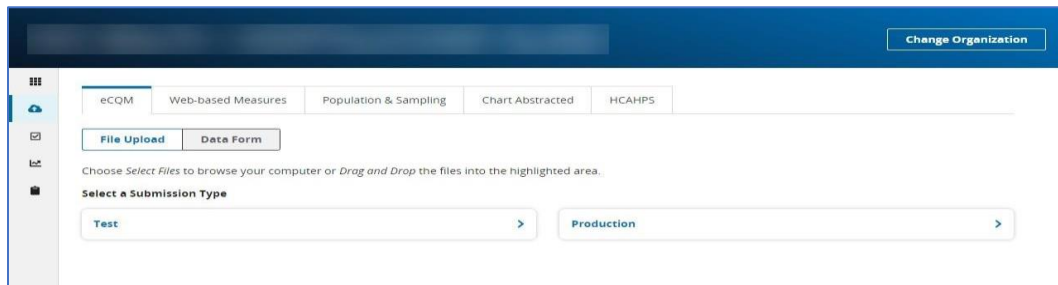 Change Organization
eCQM Web-based Measures Population & Sampling Chart Abstracted HCAHPS
File Upload Data Form
Choose Select Files to browse your computer or Drag and Drop the files into the highlighted area.
Select a Submission Type
Test > Production >